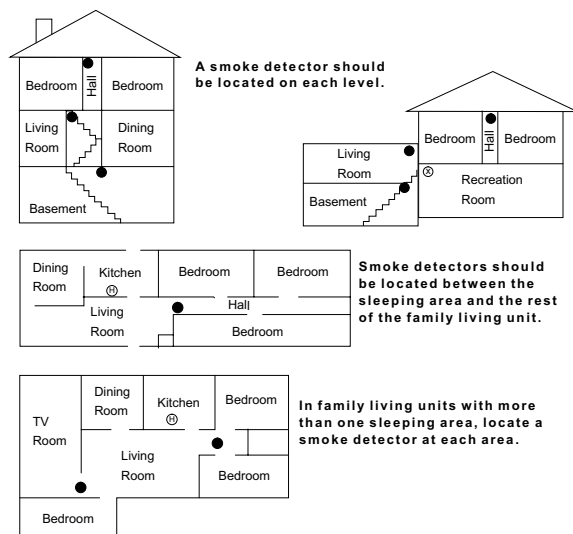 A smoke detector should
be located on each level.
Bedroom
Hall
Bedroom
Living
Room
Dining
Room
Basement
Bedroom
Hall
Bedroom
Living
Room
X
Recreation
Room
Basement
Dining
Room
Kitchen
H
Bedroom
Bedroom
Living
Room
Hall
Bedroom
Smoke detectors should
be located between the
sleeping area and the rest
of the family living unit.
TV
Room
Dining
Room
Kitchen
H
Bedroom
Living
Room
Bedroom
Bedroom
In family living units with more
than one sleeping area, locate a
smoke detector at each area.